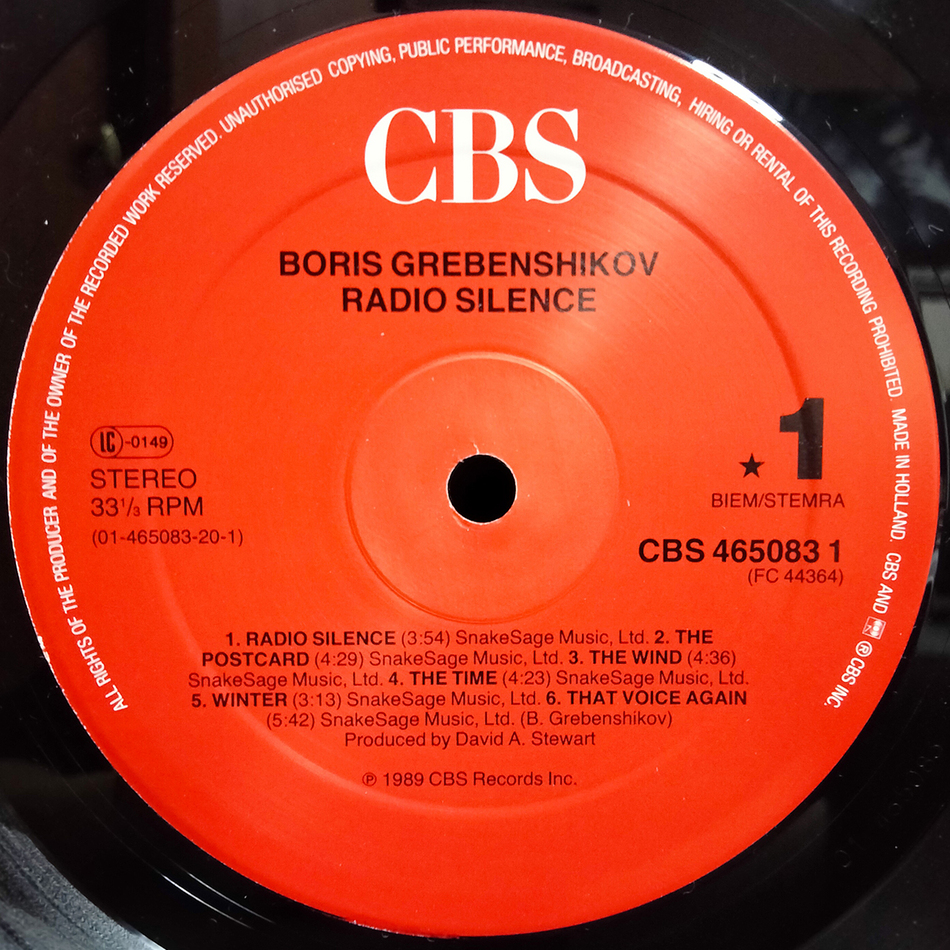 ALL RIGHTS OF THE PRODUCER AND OF THE OWNER OF THE RECORDED WORK RESERVED. UNAUTHORISED COPYING, PUBLIC PERFORMANCE, BROADCASTING, HIRING OR RENTAL OF THIS RECORDING PROHIBITED. MADE IN HOLLAND. CBS AND ℗ CBS INC.
CBS
BORIS GREBENSHIKOV
RADIO SILENCE
LC-0149
STEREO
33⅓ RPM
(01-465083-20-1)
★ 1
BIEM/STEMRA
CBS 465083 1
(FC 44364)
1. RADIO SILENCE (3:54) SnakeSage Music, Ltd. 2. THE
POSTCARD (4:29) SnakeSage Music, Ltd. 3. THE WIND (4:36)
SnakeSage Music, Ltd. 4. THE TIME (4:23) SnakeSage Music, Ltd.
5. WINTER (3:13) SnakeSage Music, Ltd. 6. THAT VOICE AGAIN
(5:42) SnakeSage Music, Ltd. (B. Grebenshikov)
Produced by David A. Stewart
℗ 1989 CBS Records Inc.